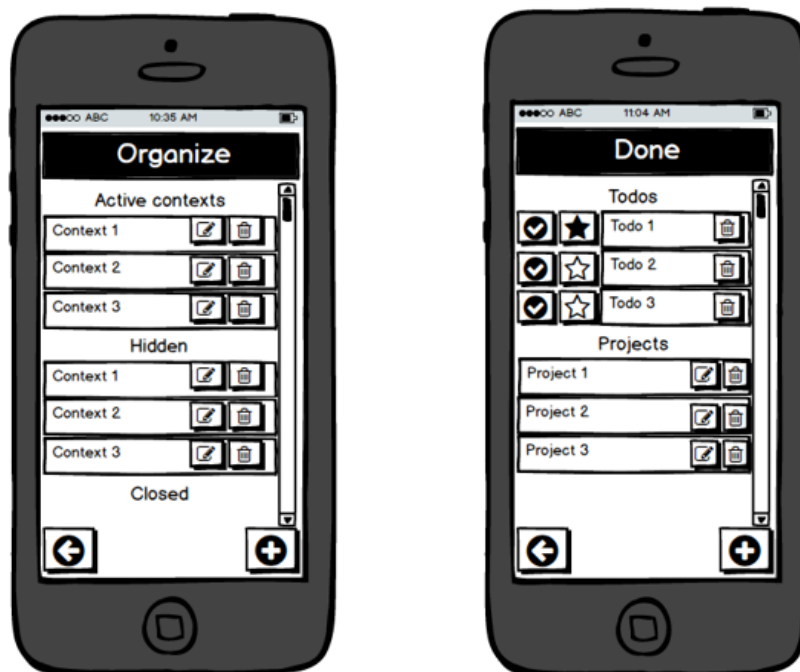 ABC 10:35 AM
Organize
Active contexts
Context 1
Context 2
Context 3
Hidden
Context 1
Context 2
Context 3
Closed
ABC 11:04 AM
Done
Todos
Todo 1
Todo 2
Todo 3
Projects
Project 1
Project 2
Project 3